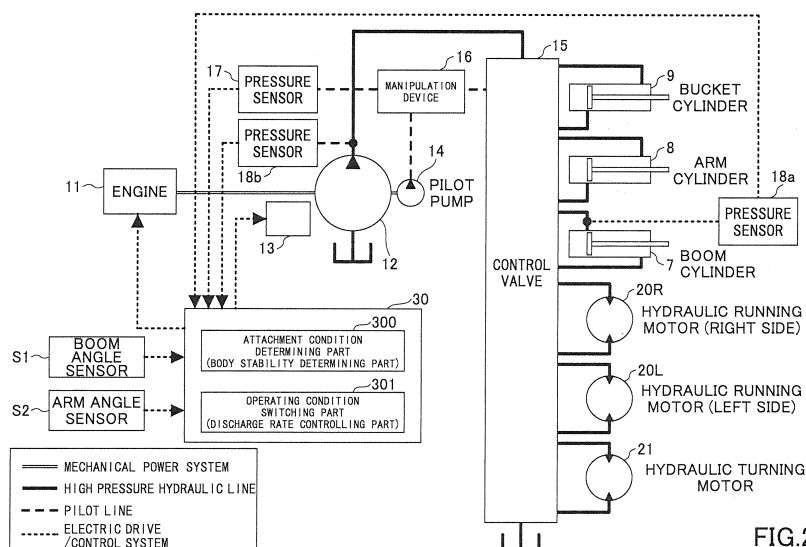 15
16
17
PRESSURE
SENSOR
MANIPULATION
DEVICE
9
BUCKET
CYLINDER
PRESSURE
SENSOR
18b
14
8
ARM
CYLINDER
18a
11
ENGINE
PILOT
PUMP
PRESSURE
SENSOR
13
12
7
BOOM
CYLINDER
CONTROL
VALVE
30
20R
HYDRAULIC RUNNING
MOTOR (RIGHT SIDE)
300
ATTACHMENT CONDITION
DETERMINING PART
(BODY STABILITY DETERMINING PART)
S1
BOOM
ANGLE
SENSOR
20L
HYDRAULIC RUNNING
MOTOR (LEFT SIDE)
301
OPERATING CONDITION
SWITCHING PART
(DISCHARGE RATE CONTROLLING PART)
S2
ARM ANGLE
SENSOR
21
HYDRAULIC TURNING
MOTOR
MECHANICAL POWER SYSTEM
HIGH PRESSURE HYDRAULIC LINE
PILOT LINE
ELECTRIC DRIVE
/CONTROL SYSTEM
FIG.2